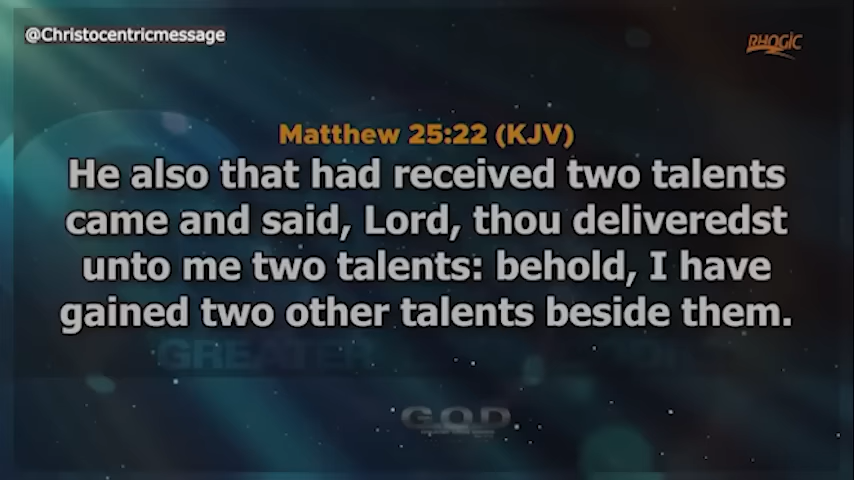 @Christocentricmessage
RHOGIC
Matthew 25:22 (KJV)
He also that had received two talents
came and said, Lord, thou deliveredst
unto me two talents: behold, I have
gained two other talents beside them.
GREATER
G.O.D